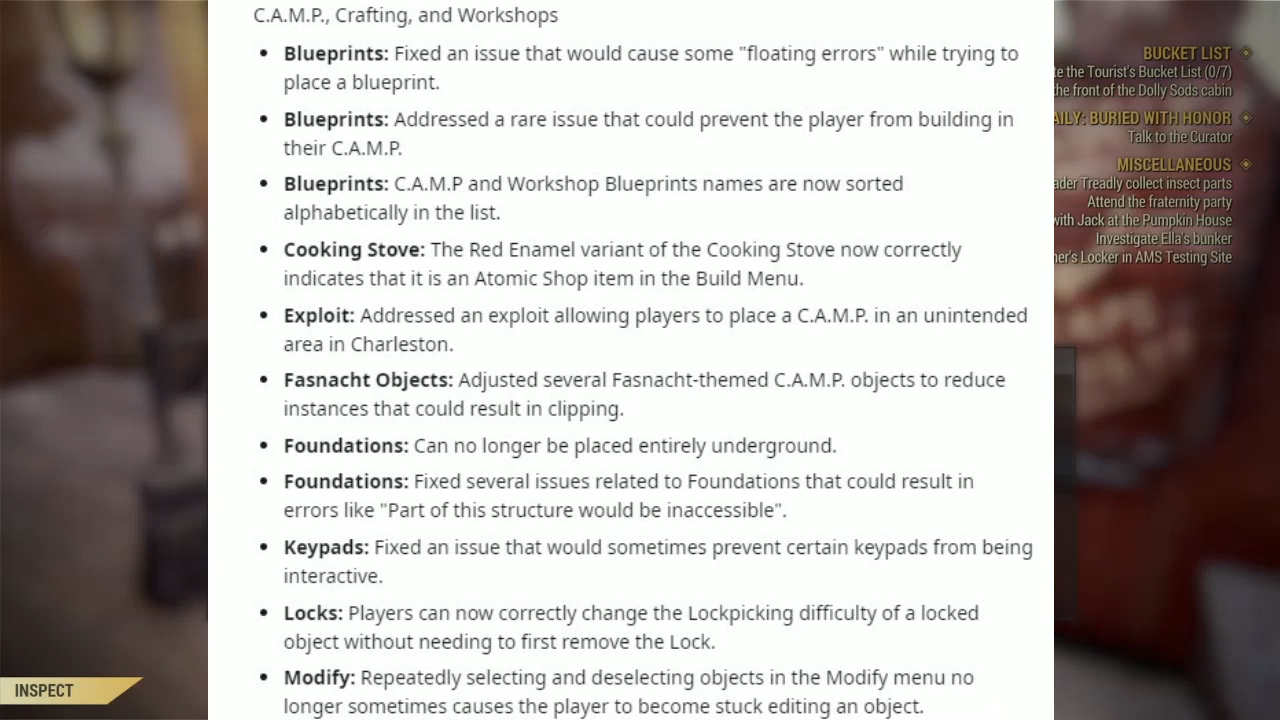 C.A.M.P., Crafting, and Workshops
• Blueprints: Fixed an issue that would cause some "floating errors" while trying to
place a blueprint.
• Blueprints: Addressed a rare issue that could prevent the player from building in
their C.A.M.P.
• Blueprints: C.A.M.P and Workshop Blueprints names are now sorted
alphabetically in the list.
• Cooking Stove: The Red Enamel variant of the Cooking Stove now correctly
indicates that it is an Atomic Shop item in the Build Menu.
• Exploit: Addressed an exploit allowing players to place a C.A.M.P. in an unintended
area in Charleston.
• Fasnacht Objects: Adjusted several Fasnacht-themed C.A.M.P. objects to reduce
instances that could result in clipping.
• Foundations: Can no longer be placed entirely underground.
• Foundations: Fixed several issues related to Foundations that could result in
errors like "Part of this structure would be inaccessible".
• Keypads: Fixed an issue that would sometimes prevent certain keypads from being
interactive.
• Locks: Players can now correctly change the Lockpicking difficulty of a locked
object without needing to first remove the Lock.
• Modify: Repeatedly selecting and deselecting objects in the Modify menu no
longer sometimes causes the player to become stuck editing an object.
BUCKET LIST
the Tourist's Bucket List (0/7)
the front of the Dolly Sods cabin
BURIED WITH HONOR
Talk to the Curator
MISCELLANEOUS
Treadly collect insect parts
Attend the fraternity party
with Jack at the Pumpkin House
Investigate Ella's bunker
Locker in AMS Testing Site
INSPECT